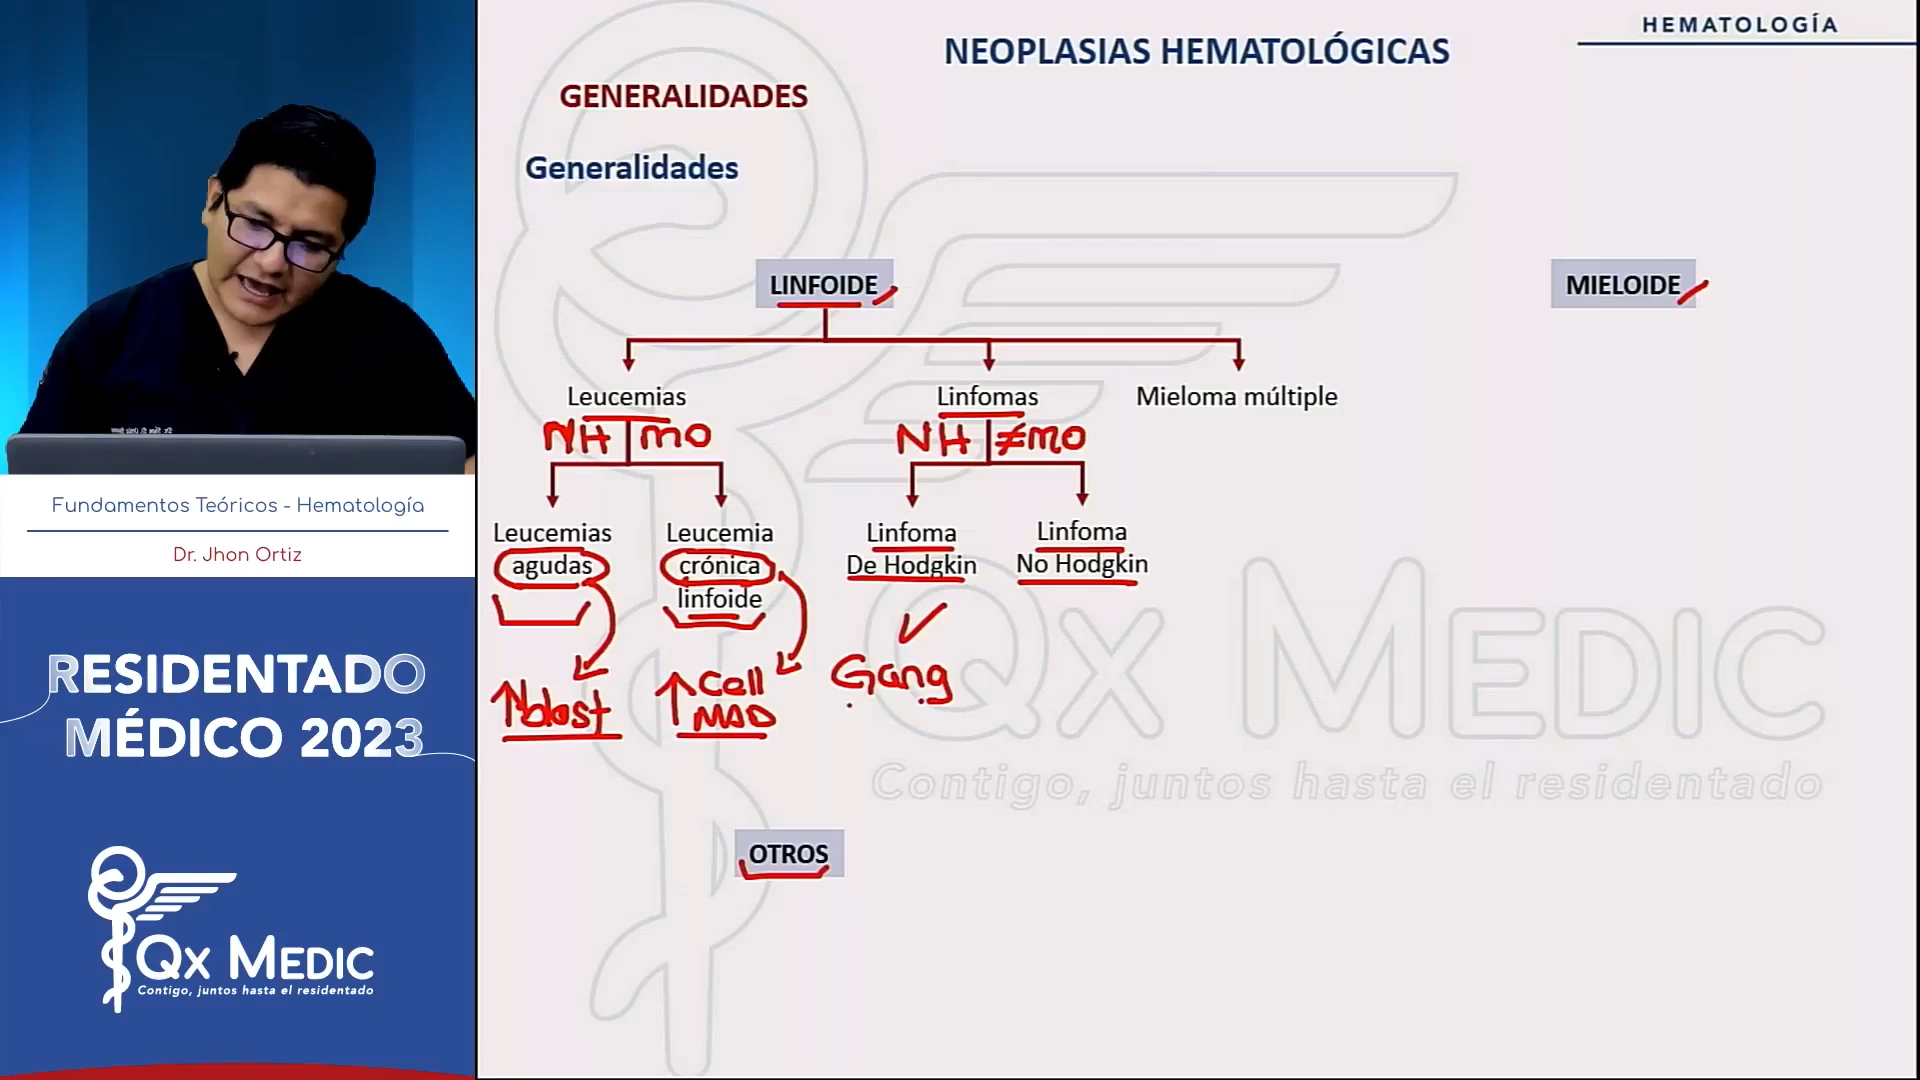 HEMATOLOGÍA
NEOPLASIAS HEMATOLÓGICAS
GENERALIDADES
Generalidades
LINFOIDE
MIELOIDE
Leucemias
Linfomas
Mieloma múltiple
NH | MO
NH | ≠MO
Leucemias
agudas
Leucemia
crónica
linfoide
Linfoma
De Hodgkin
Linfoma
No Hodgkin
↑blast
↑Cell
MAD
Gang
OTROS
Fundamentos Teóricos - Hematología
Dr. Jhon Ortiz
RESIDENTADO
MÉDICO 2023
QX MEDIC
Contigo, juntos hasta el residentado
QX MEDIC
Contigo, juntos hasta el residentado